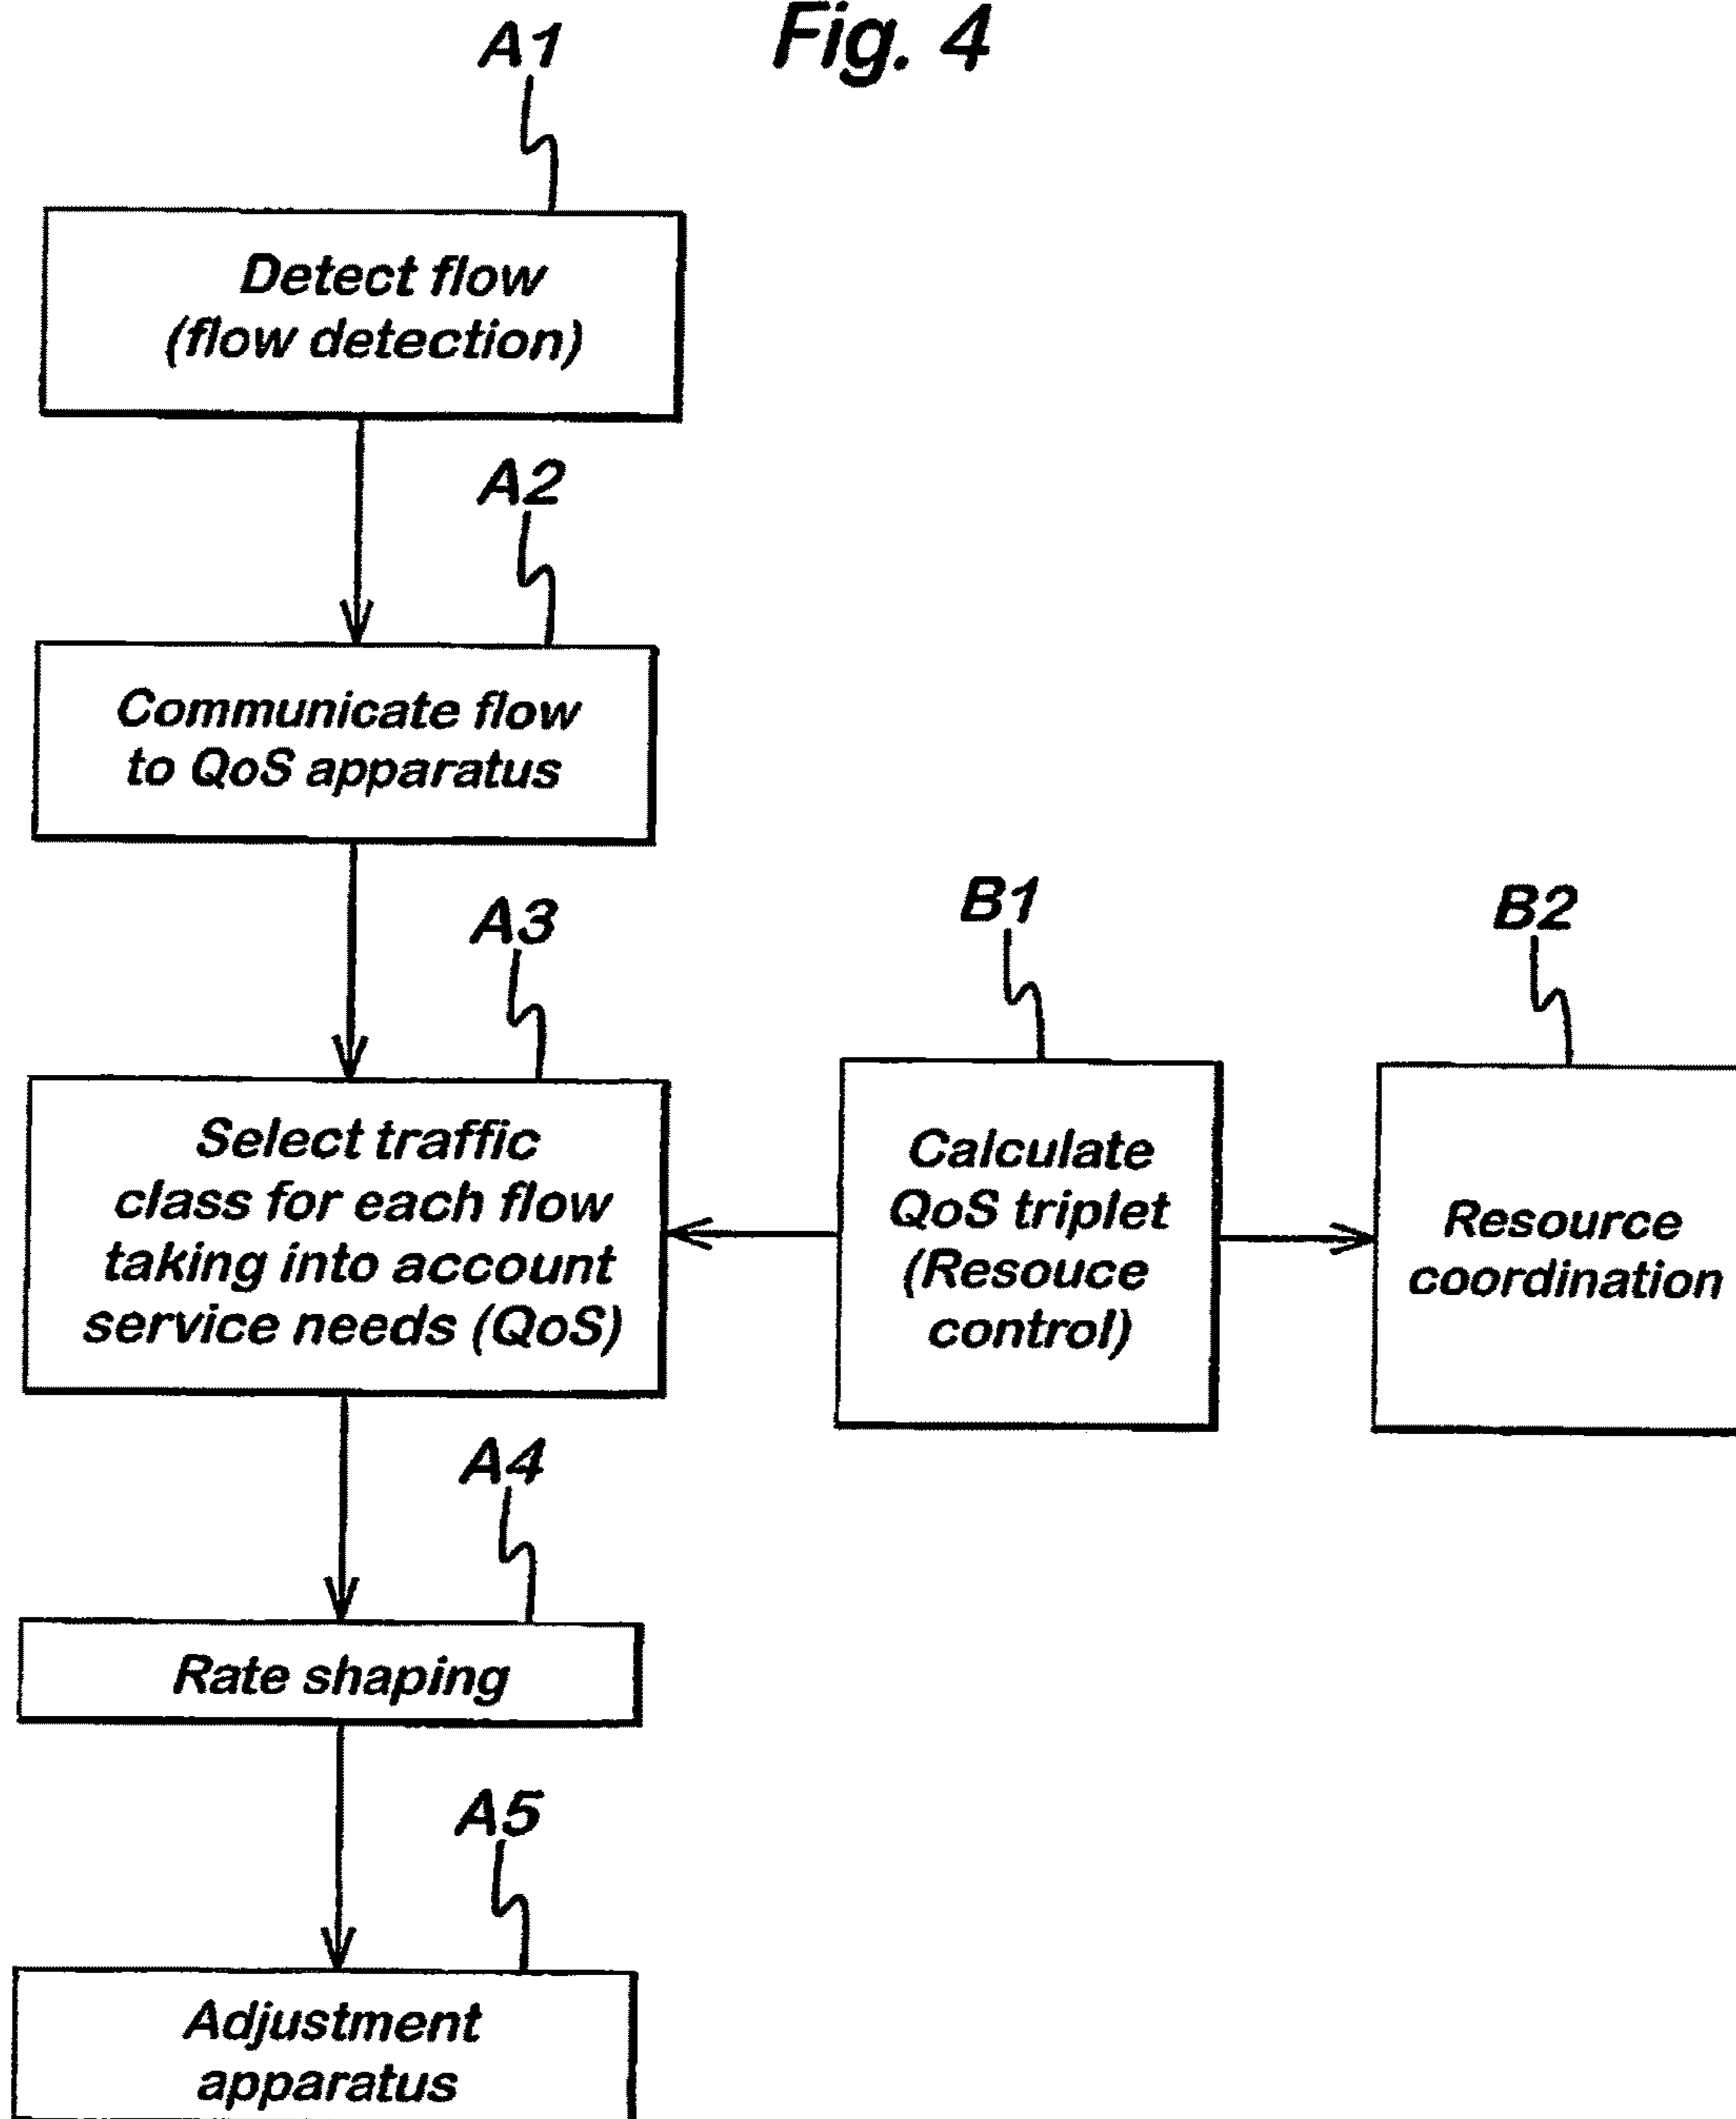 Fig. 4
A1
Detect flow
(flow detection)
A2
Communicate flow
to QoS apparatus
A3
Select traffic
class for each flow
taking into account
service needs (QoS)
B1
Calculate
QoS triplet
(Resouce
control)
B2
Resource
coordination
A4
Rate shaping
A5
Adjustment
apparatus